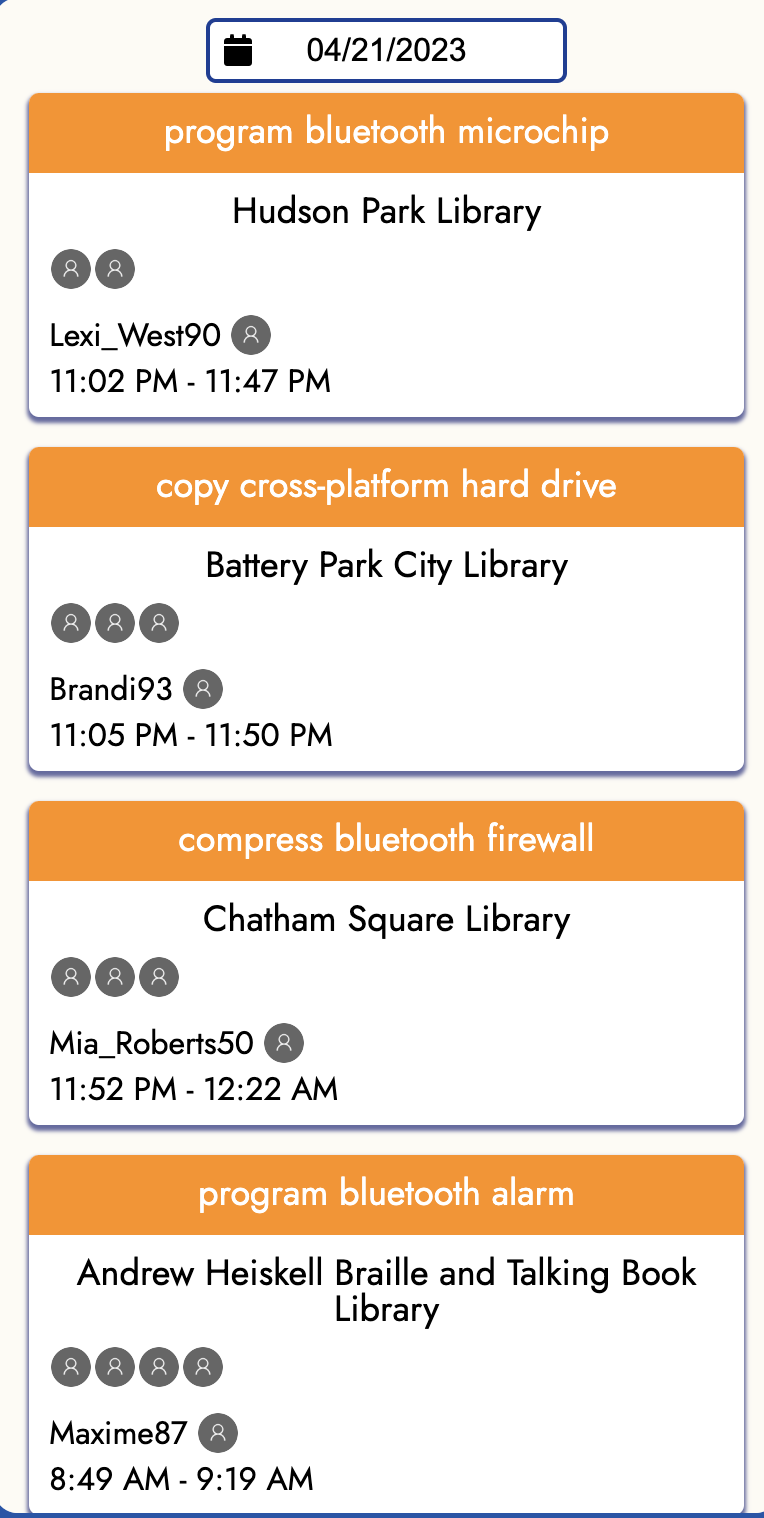 04/21/2023
program bluetooth microchip
Hudson Park Library
Lexi_West90
11:02 PM - 11:47 PM
copy cross-platform hard drive
Battery Park City Library
Brandi93
11:05 PM - 11:50 PM
compress bluetooth firewall
Chatham Square Library
Mia_Roberts50
11:52 PM - 12:22 AM
program bluetooth alarm
Andrew Heiskell Braille and Talking Book
Library
Maxime87
8:49 AM - 9:19 AM